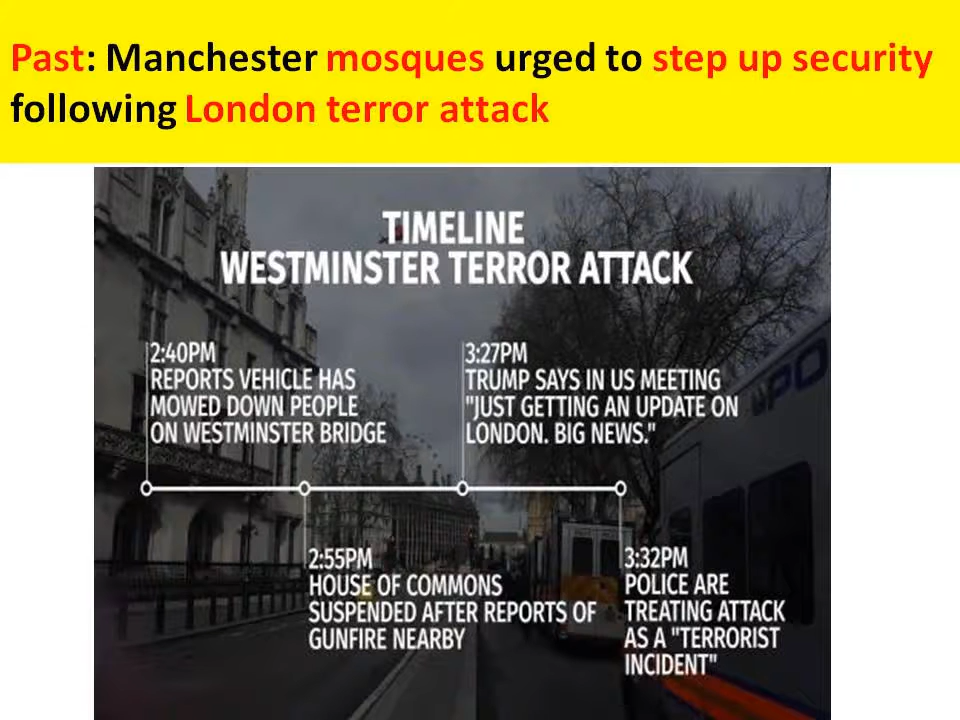 Past: Manchester mosques urged to step up security
following London terror attack
TIMELINE
WESTMINSTER TERROR ATTACK
2:40PM
REPORTS VEHICLE HAS
MOWED DOWN PEOPLE
ON WESTMINSTER BRIDGE
3:27PM
TRUMP SAYS IN US MEETING
"JUST GETTING AN UPDATE ON
LONDON. BIG NEWS."
2:55PM
HOUSE OF COMMONS
SUSPENDED AFTER REPORTS OF
GUNFIRE NEARBY
3:32PM
POLICE ARE
TREATING ATTACK
AS A "TERRORIST
INCIDENT"